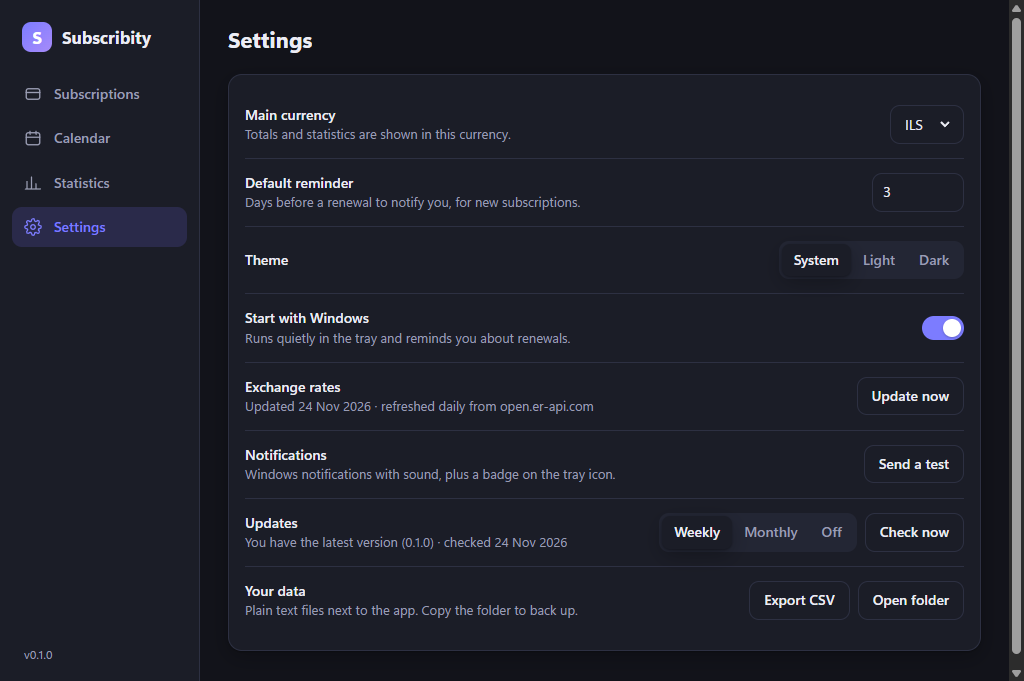 S Subscribity
Subscriptions
Calendar
Statistics
Settings
v0.1.0
Settings
Main currency
Totals and statistics are shown in this currency.
ILS
Default reminder
Days before a renewal to notify you, for new subscriptions.
3
Theme
System Light Dark
Start with Windows
Runs quietly in the tray and reminds you about renewals.
Exchange rates
Updated 24 Nov 2026 · refreshed daily from open.er-api.com
Update now
Notifications
Windows notifications with sound, plus a badge on the tray icon.
Send a test
Updates
You have the latest version (0.1.0) · checked 24 Nov 2026
Weekly Monthly Off Check now
Your data
Plain text files next to the app. Copy the folder to back up.
Export CSV Open folder